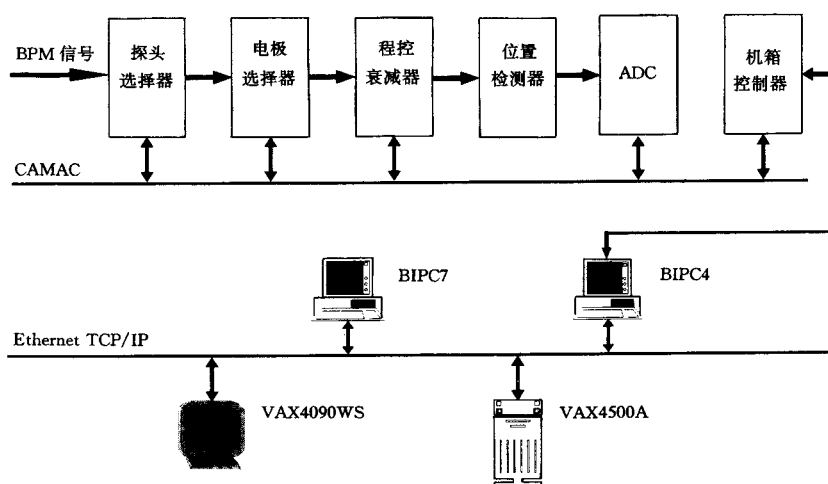 BPM 信号
探头
选择器
电极
选择器
程控
衰减器
位置
检测器
ADC
机箱
控制器
CAMAC
BIPC7
BIPC4
Ethernet TCP/IP
VAX4090WS
VAX4500A